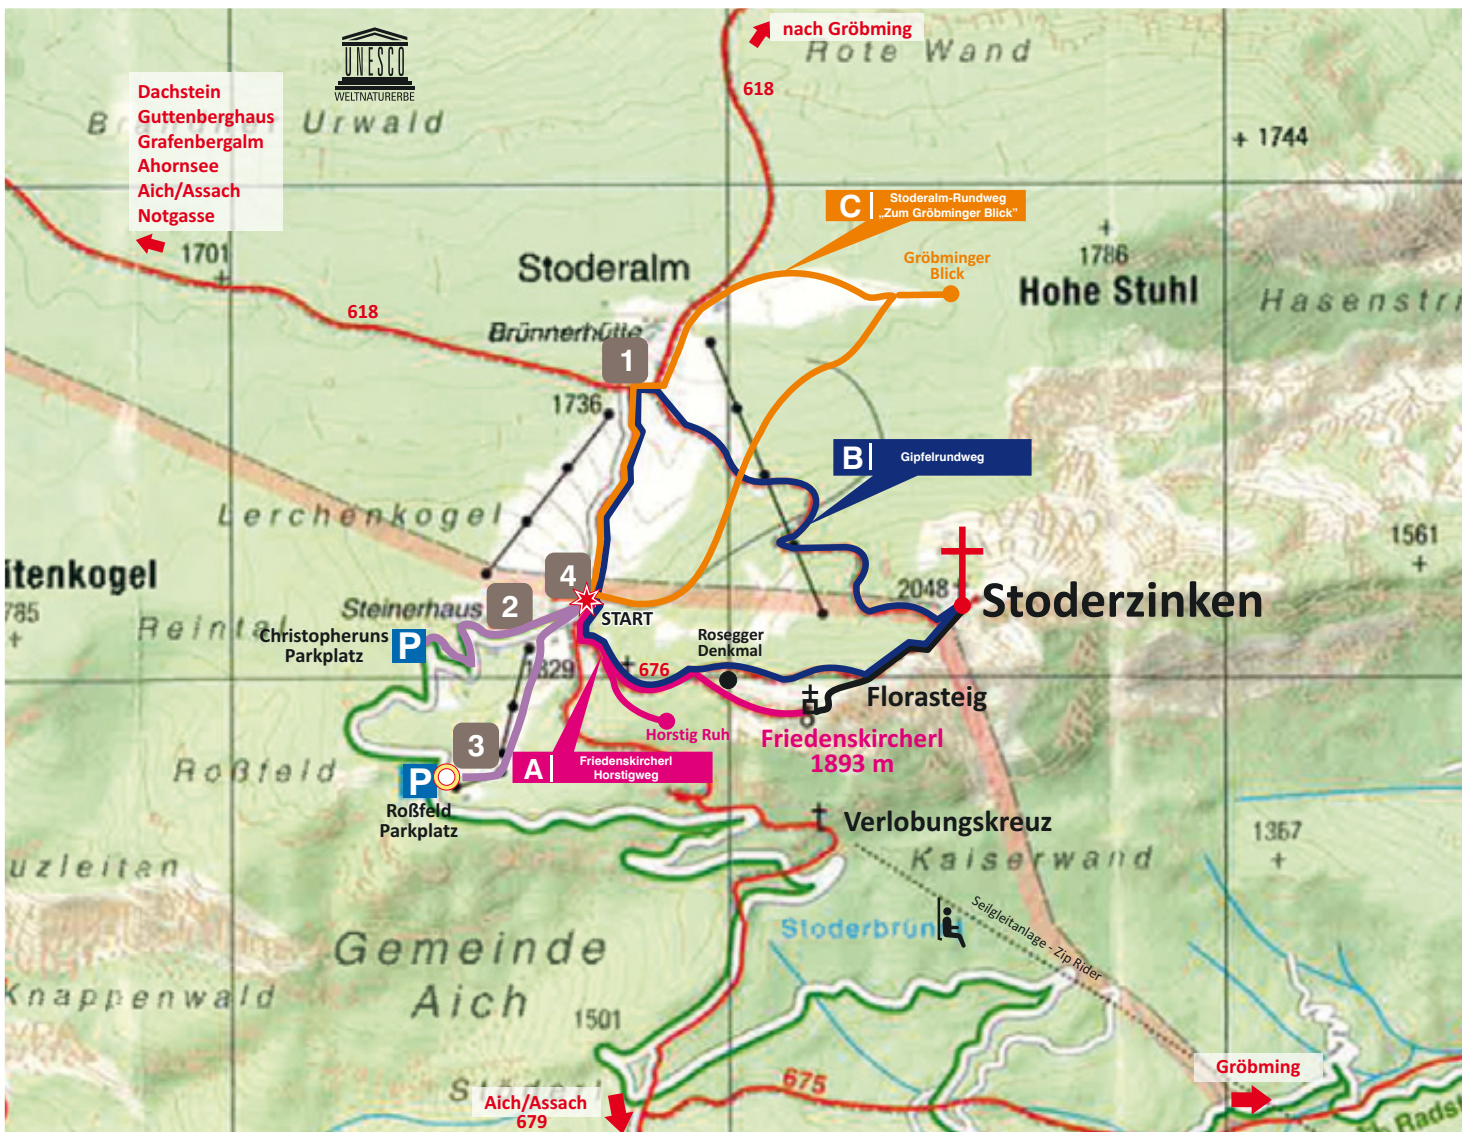 nach Gröbming
UNESCO
WELTNATURERBE
Rote Wand
618
Dachstein
Guttenberghaus
Grafenbergalm
Ahornsee
Aich/Assach
Notgasse
Urwald
1744
C
Stoderalm-Rundweg
„Zum Gröbminger Blick"
1701
Stoderalm
Gröbminger
Blick
1786
Hohe Stuhl
618
Brünnerhütte
1
1736
B
Gipfelrundweg
Lerchenkogel
1561
itenkogel
785
4
2
Steinerhaus
START
2048
Stoderzinken
Reintal
Christopheruns
Parkplatz
P
Rosegger
Denkmal
676
1829
Florasteig
Horstig Ruh
Friedenskircherl
1893 m
3
A
Friedenskircherl
Horstigweg
Roßfeld
P
Roßfeld
Parkplatz
Verlobungskreuz
1367
Kaiserwand
uzleitan
Seilgleitanlage - Zip Rider
Gemeinde
Aich
Knappenwald
1501
675
Gröbming
Aich/Assach
679